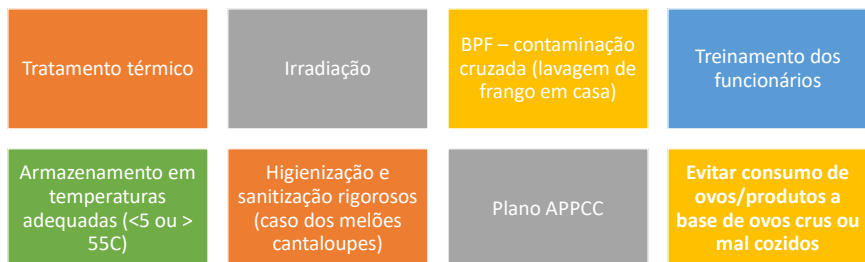 Tratamento térmico
Irradiação
BPF – contaminação
cruzada (lavagem de
frango em casa)
Treinamento dos
funcionários
Armazenamento em
temperaturas
adequadas (<5 ou >
55C)
Higienização e
sanitização rigorosos
(caso dos melões
cantaloupes)
Plano APPCC
Evitar consumo de
ovos/produtos a
base de ovos crus ou
mal cozidos